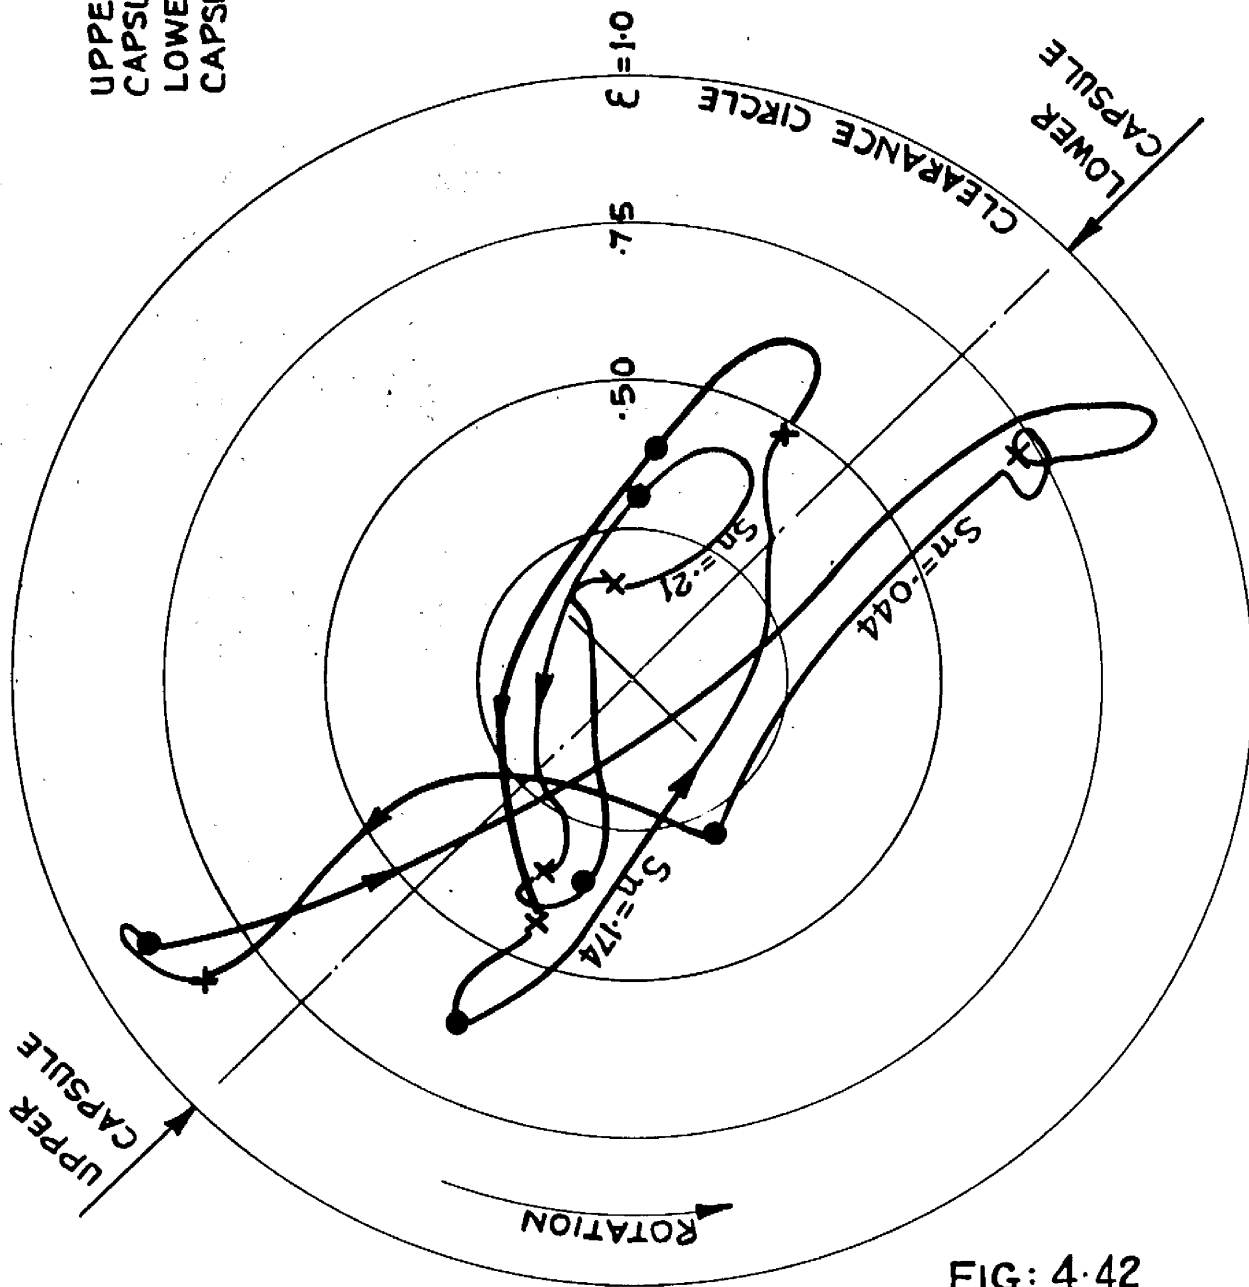 UPPE
CAPSU
LOWE
CAPSU
ε =1·0
·75
·50
CLEARANCE CIRCLE
LOWER
CAPSULE
Sn=·21
Sn=·044
Sn=·174
UPPER
CAPSULE
ROTATION
FIG: 4·42